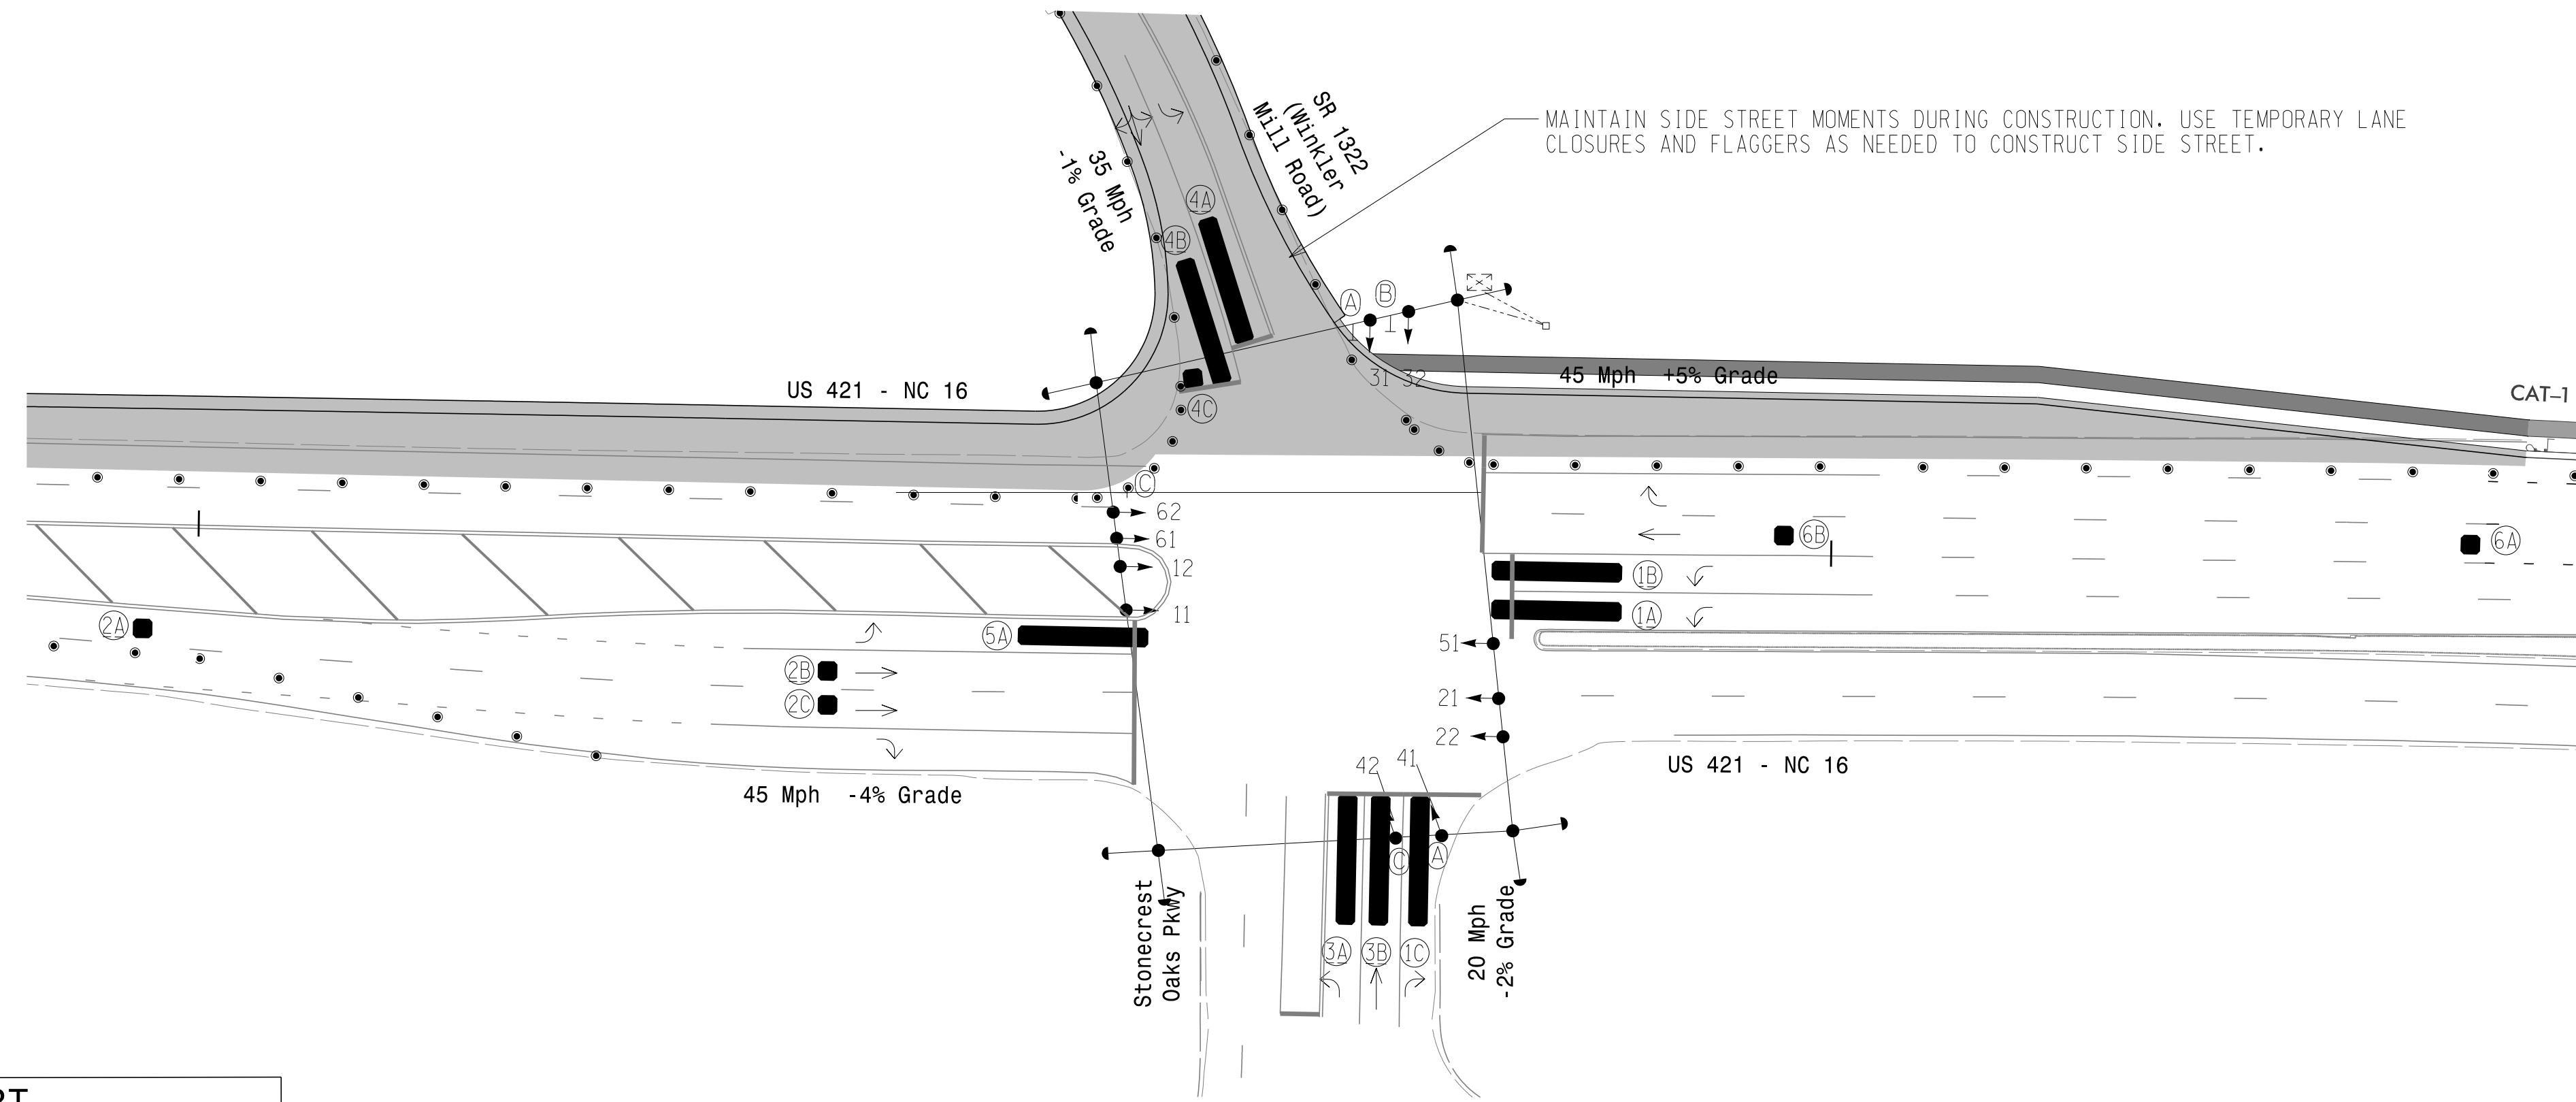 SR 1322
(Winkler
Mill Road)
MAINTAIN SIDE STREET MOMENTS DURING CONSTRUCTION. USE TEMPORARY LANE
CLOSURES AND FLAGGERS AS NEEDED TO CONSTRUCT SIDE STREET.
35 Mph
-1% Grade
4A
4B
A
B
31 32
4C
US 421 - NC 16
45 Mph +5% Grade
CAT-1
C
62
61
12
11
6B
6A
1B
1A
2A
5A
2B
2C
51
21
22
42
41
45 Mph -4% Grade
US 421 - NC 16
C
A
Stonecrest
Oaks Pkwy
3A
3B
1C
20 Mph
-2% Grade